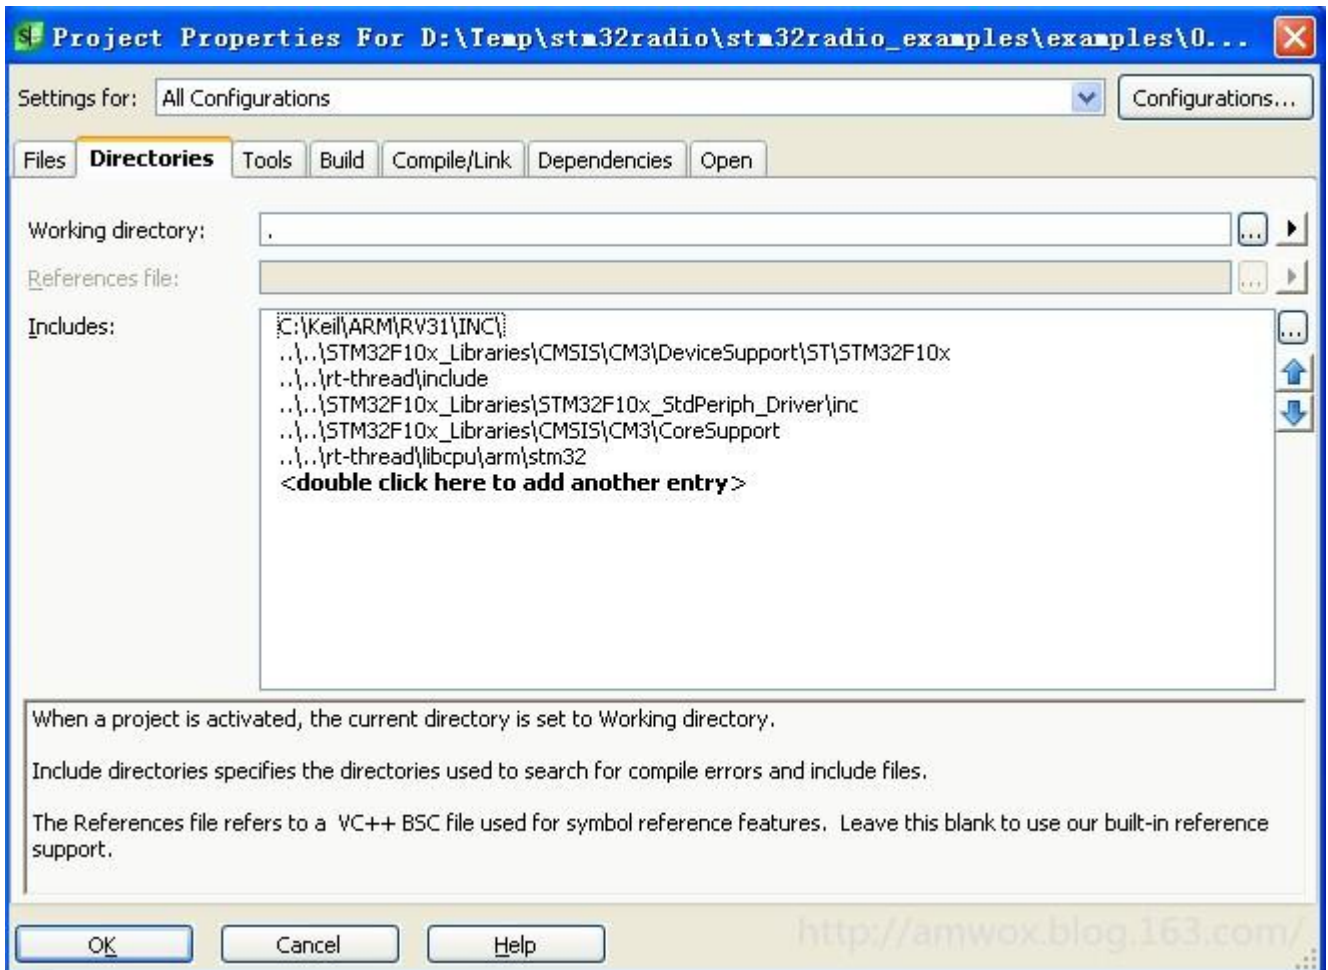 Project Properties For D:\Temp\stm32radio\stm32radio_examples\examples\0...
Settings for: All Configurations Configurations...
Files Directories Tools Build Compile/Link Dependencies Open
Working directory: . ...
References file: ...
Includes: C:\Keil\ARM\RV31\INC\ ...
..\..\STM32F10x_Libraries\CMSIS\CM3\DeviceSupport\ST\STM32F10x
..\..\rt-thread\include
..\..\STM32F10x_Libraries\STM32F10x_StdPeriph_Driver\inc
..\..\STM32F10x_Libraries\CMSIS\CM3\CoreSupport
..\..\rt-thread\libcpu\arm\stm32
<double click here to add another entry>
When a project is activated, the current directory is set to Working directory.
Include directories specifies the directories used to search for compile errors and include files.
The References file refers to a VC++ BSC file used for symbol reference features. Leave this blank to use our built-in reference
support.
OK Cancel Help
http://amwox.blog.163.com/